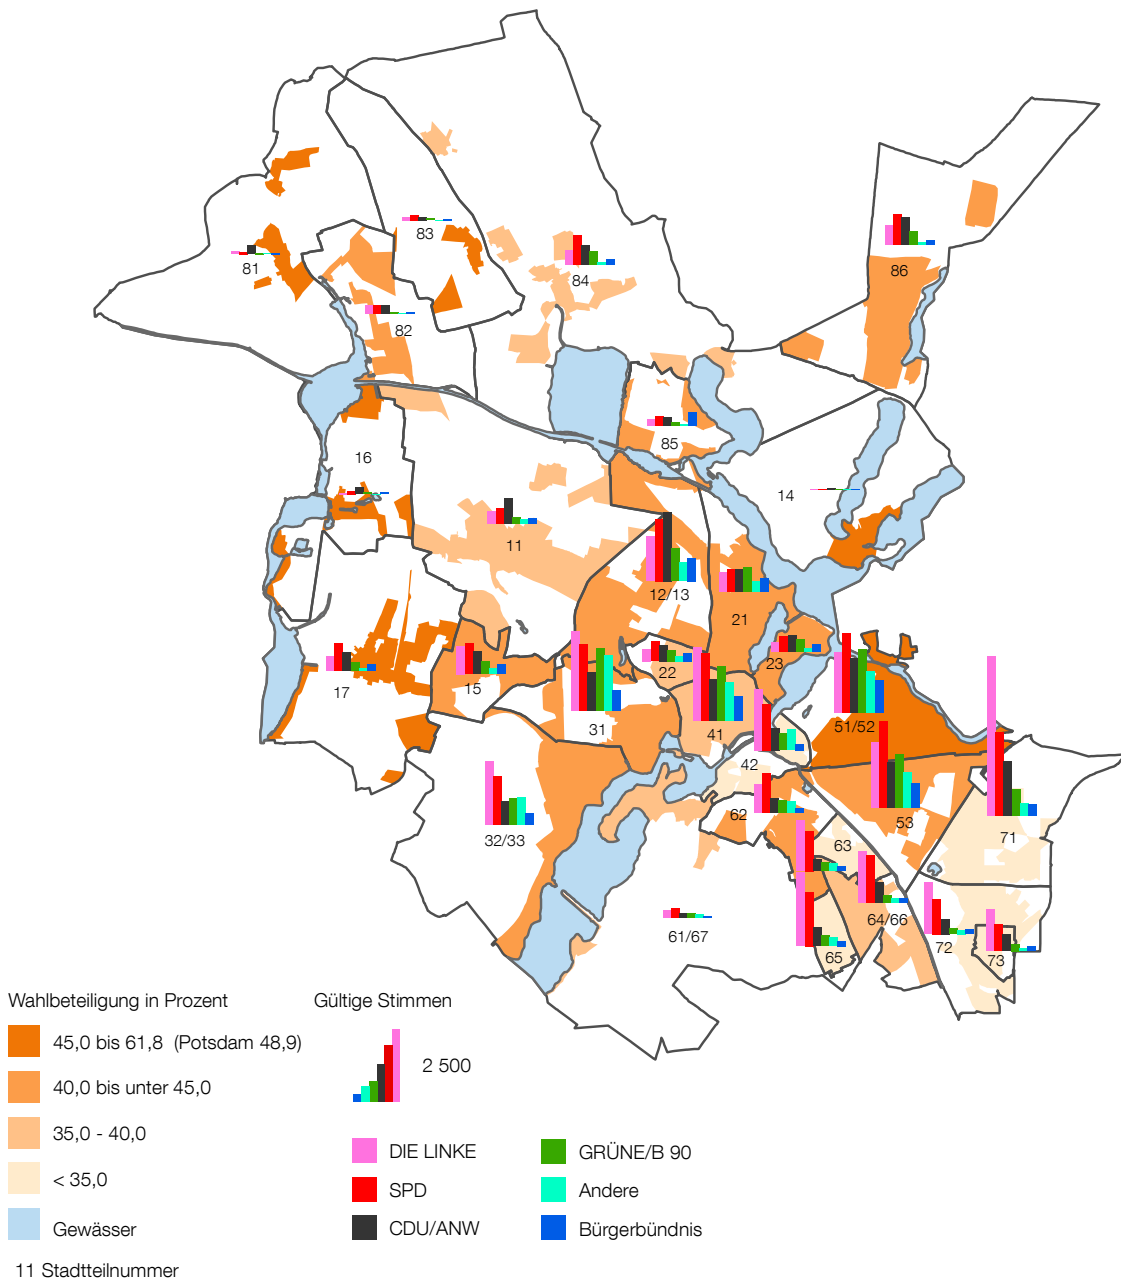 83
81
84
86
82
85
16
14
11
12/13
21
22
23
17
15
31
41
51/52
42
32/33
62
53
71
63
64/66
61/67
65
72
73
Wahlbeteiligung in Prozent
45,0 bis 61,8 (Potsdam 48,9)
40,0 bis unter 45,0
35,0 - 40,0
< 35,0
Gewässer
11 Stadtteilnummer
Gültige Stimmen
2 500
DIE LINKE
SPD
CDU/ANW
GRÜNE/B 90
Andere
Bürgerbündnis